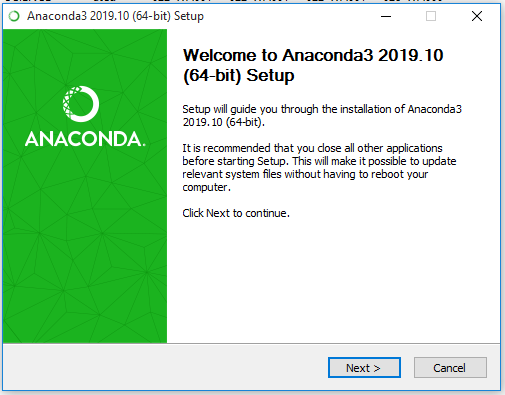 Anaconda3 2019.10 (64-bit) Setup
Welcome to Anaconda3 2019.10
(64-bit) Setup
Setup will guide you through the installation of Anaconda3
2019.10 (64-bit).
It is recommended that you close all other applications
before starting Setup. This will make it possible to update
relevant system files without having to reboot your
computer.
Click Next to continue.
ANACONDA.
Next >
Cancel